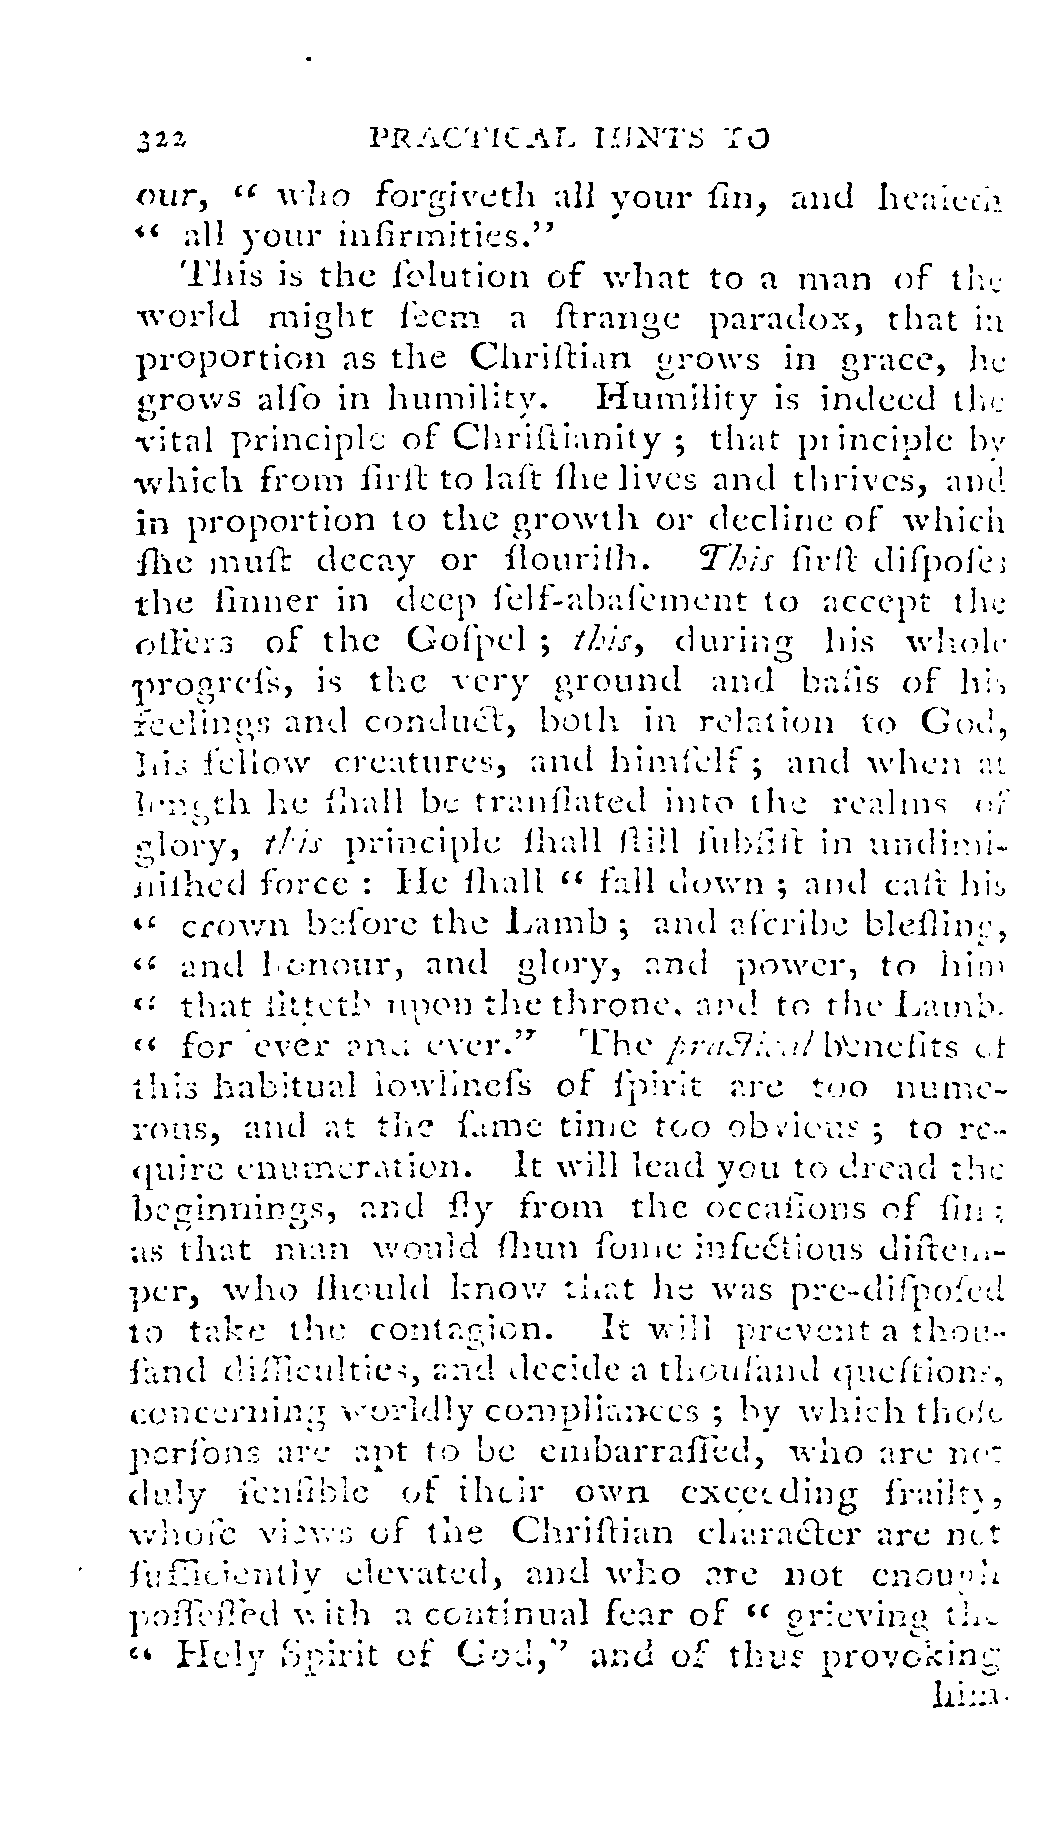 322 PRACTICAL HINTS TO
our, “ who forgiveth all your ſin, and healeth
“ all your infirmities.”
This is the ſolution of what to a man of the
world might ſeem a ſtrange paradox, that in
proportion as the Chriſtian grows in grace, he
grows alſo in humility. Humility is indeed the
vital principle of Chriſtianity ; that principle by
which from firſt to laſt ſhe lives and thrives, and
in proportion to the growth or decline of which
ſhe muſt decay or flouriſh. This firſt diſpoſes
the ſinner in deep ſelf-abaſement to accept the
offers of the Goſpel ; this, during his whole
progreſs, is the very ground and baſis of his
feelings and conduct, both in relation to God,
his fellow creatures, and himſelf ; and when at
length he ſhall be tranſlated into the realms of
glory, this principle ſhall ſtill ſubſiſt in undimi-
niſhed force : He ſhall “ fall down ; and caſt his
“ crown before the Lamb ; and aſcribe bleſſing,
“ and honour, and glory, and power, to him
“ that ſitteth upon the throne, and to the Lamb.
“ for ever and ever.” The practical benefits of
this habitual lowlineſs of ſpirit are too nume-
rous, and at the ſame time too obvious ; to re-
quire enumeration. It will lead you to dread the
beginnings, and fly from the occaſions of ſin ;
as that man would ſhun ſome infectious diſtem-
per, who ſhould know that he was pre-diſpoſed
to take the contagion. It will prevent a thou-
ſand difficulties, and decide a thouſand queſtions,
concerning worldly compliances ; by which thoſe
perſons are apt to be embarraſſed, who are not
duly ſenſible of their own exceeding frailty,
whoſe views of the Chriſtian character are not
ſufficiently elevated, and who are not enough
poſſeſſed with a continual fear of “ grieving the
“ Holy Spirit of God,” and of thus provoking
him